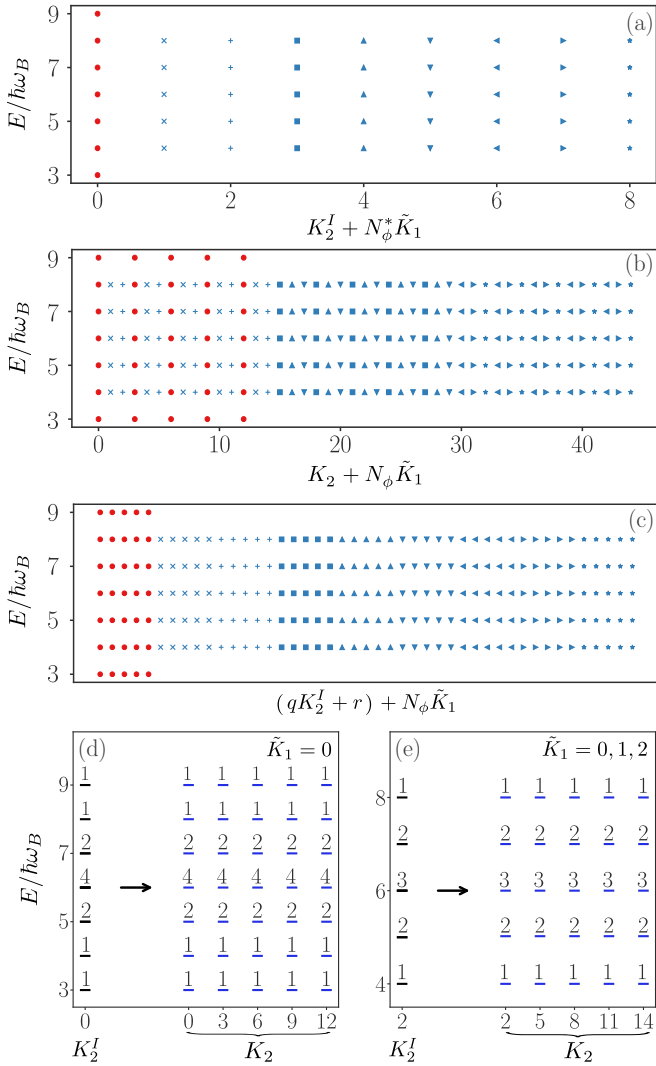 (a)
E/ħω_B
9
7
5
3
0 2 4 6 8
K_2^I + N_ϕ^* K̃_1
(b)
E/ħω_B
9
7
5
3
0 10 20 30 40
K_2 + N_ϕ K̃_1
(c)
E/ħω_B
9
7
5
3
(qK_2^I + r) + N_ϕ K̃_1
(d) K̃_1 = 0
E/ħω_B
9
7
5
3
1 1 1 1 1 1
1 1 1 1 1 1
2 2 2 2 2 2
4 4 4 4 4 4
2 2 2 2 2 2
1 1 1 1 1 1
1 1 1 1 1 1
0 0 3 6 9 12
K_2^I K_2
(e) K̃_1 = 0, 1, 2
8
6
4
1 1 1 1 1 1
2 2 2 2 2 2
3 3 3 3 3 3
2 2 2 2 2 2
1 1 1 1 1 1
2 2 5 8 11 14
K_2^I K_2